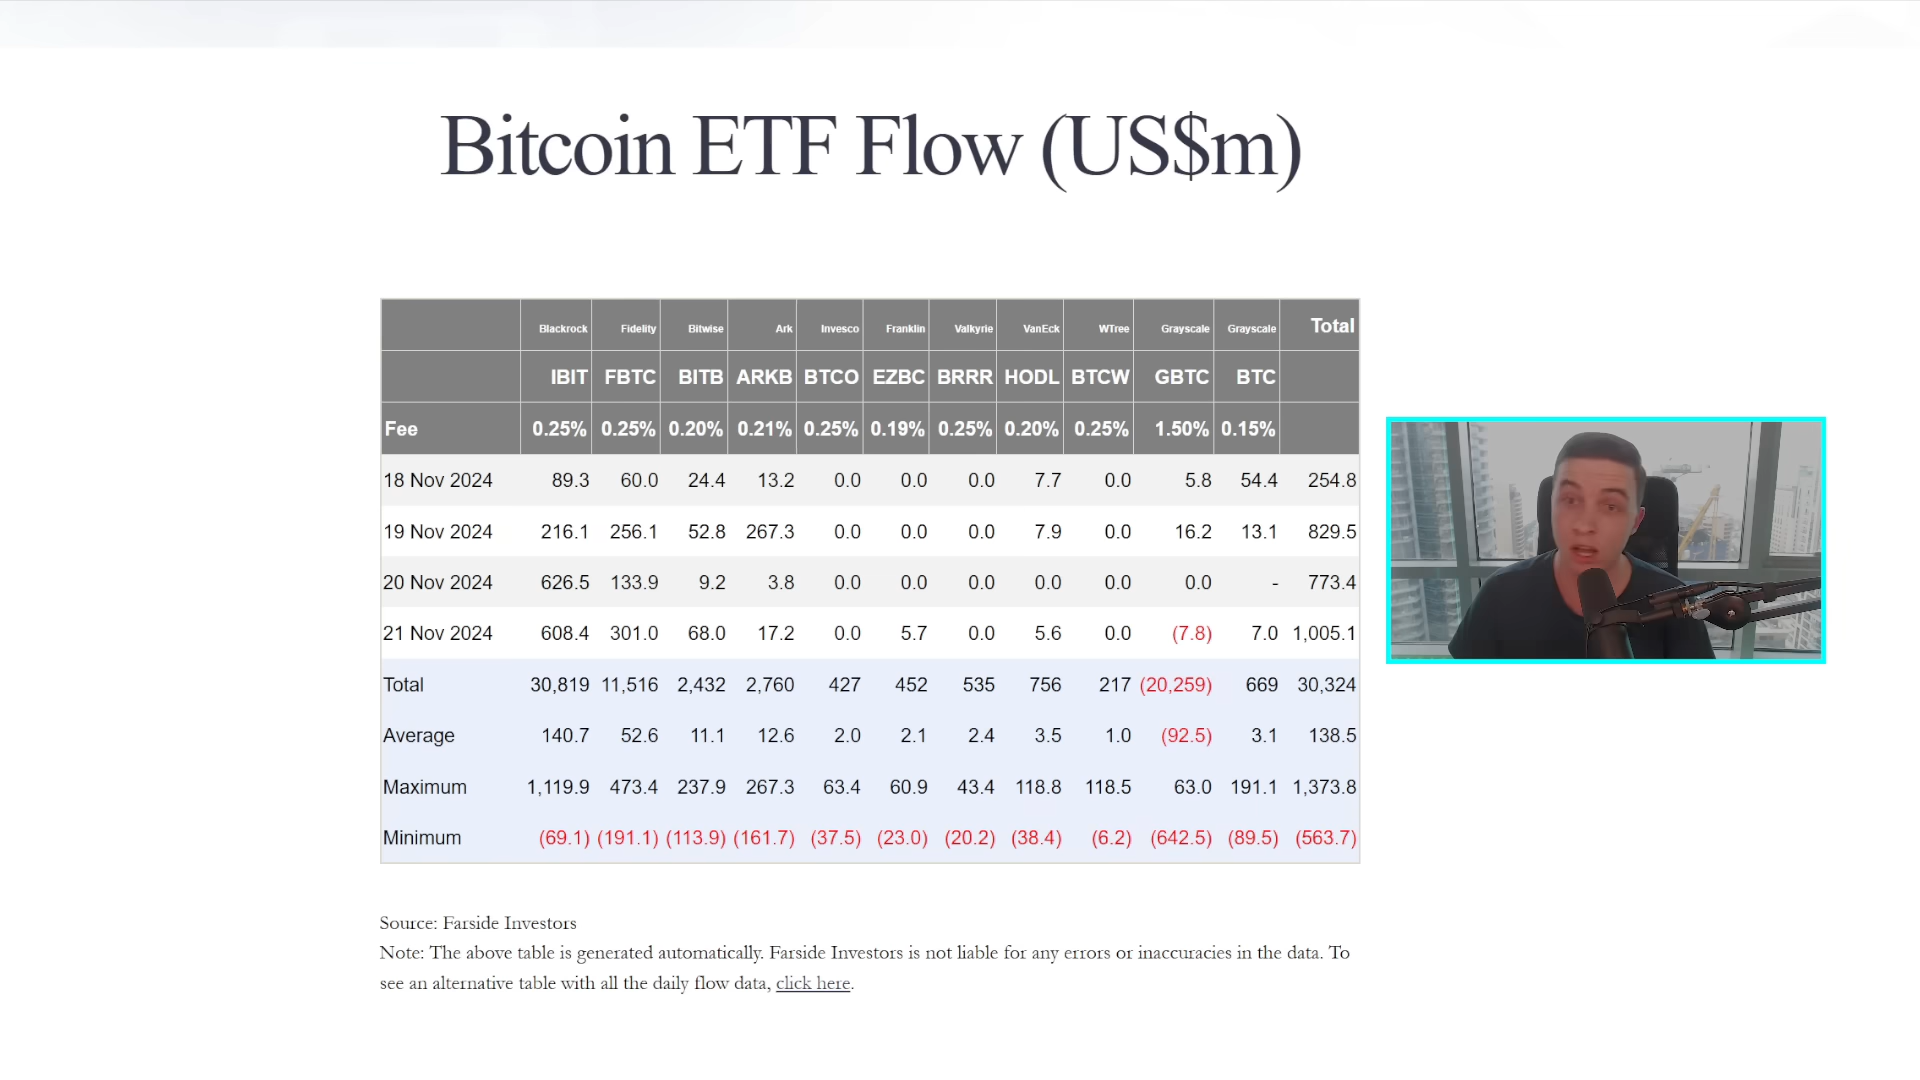 Bitcoin ETF Flow (US$m)
Blackrock Fidelity Bitwise Ark Invesco Franklin Valkyrie VanEck WTree Grayscale Grayscale Total
IBIT FBTC BITB ARKB BTCO EZBC BRRR HODL BTCW GBTC BTC
Fee 0.25% 0.25% 0.20% 0.21% 0.25% 0.19% 0.25% 0.20% 0.25% 1.50% 0.15%
18 Nov 2024 89.3 60.0 24.4 13.2 0.0 0.0 0.0 7.7 0.0 5.8 54.4 254.8
19 Nov 2024 216.1 256.1 52.8 267.3 0.0 0.0 0.0 7.9 0.0 16.2 13.1 829.5
20 Nov 2024 626.5 133.9 9.2 3.8 0.0 0.0 0.0 0.0 0.0 0.0 - 773.4
21 Nov 2024 608.4 301.0 68.0 17.2 0.0 5.7 0.0 5.6 0.0 (7.8) 7.0 1,005.1
Total 30,819 11,516 2,432 2,760 427 452 535 756 217 (20,259) 669 30,324
Average 140.7 52.6 11.1 12.6 2.0 2.1 2.4 3.5 1.0 (92.5) 3.1 138.5
Maximum 1,119.9 473.4 237.9 267.3 63.4 60.9 43.4 118.8 118.5 63.0 191.1 1,373.8
Minimum (69.1) (191.1) (113.9) (161.7) (37.5) (23.0) (20.2) (38.4) (6.2) (642.5) (89.5) (563.7)
Source: Farside Investors
Note: The above table is generated automatically. Farside Investors is not liable for any errors or inaccuracies in the data. To
see an alternative table with all the daily flow data, click here.